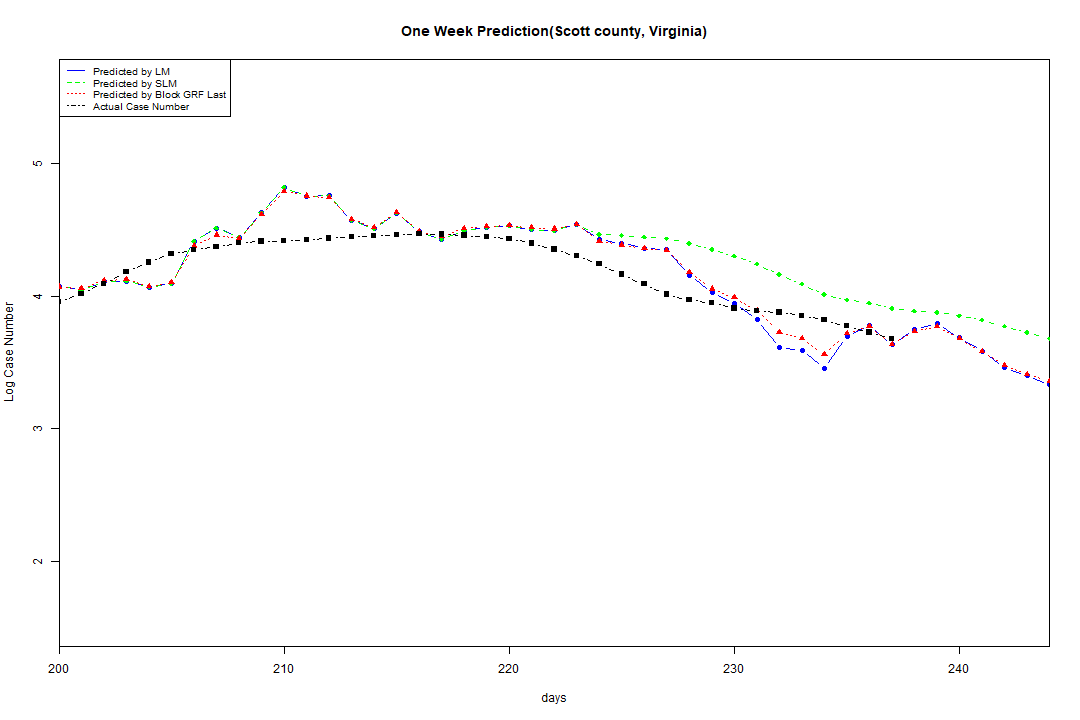 One Week Prediction(Scott county, Virginia)
Predicted by LM
Predicted by SLM
Predicted by Block GRF Last
Actual Case Number
5
4
3
2
Log Case Number
200 210 220 230 240
days